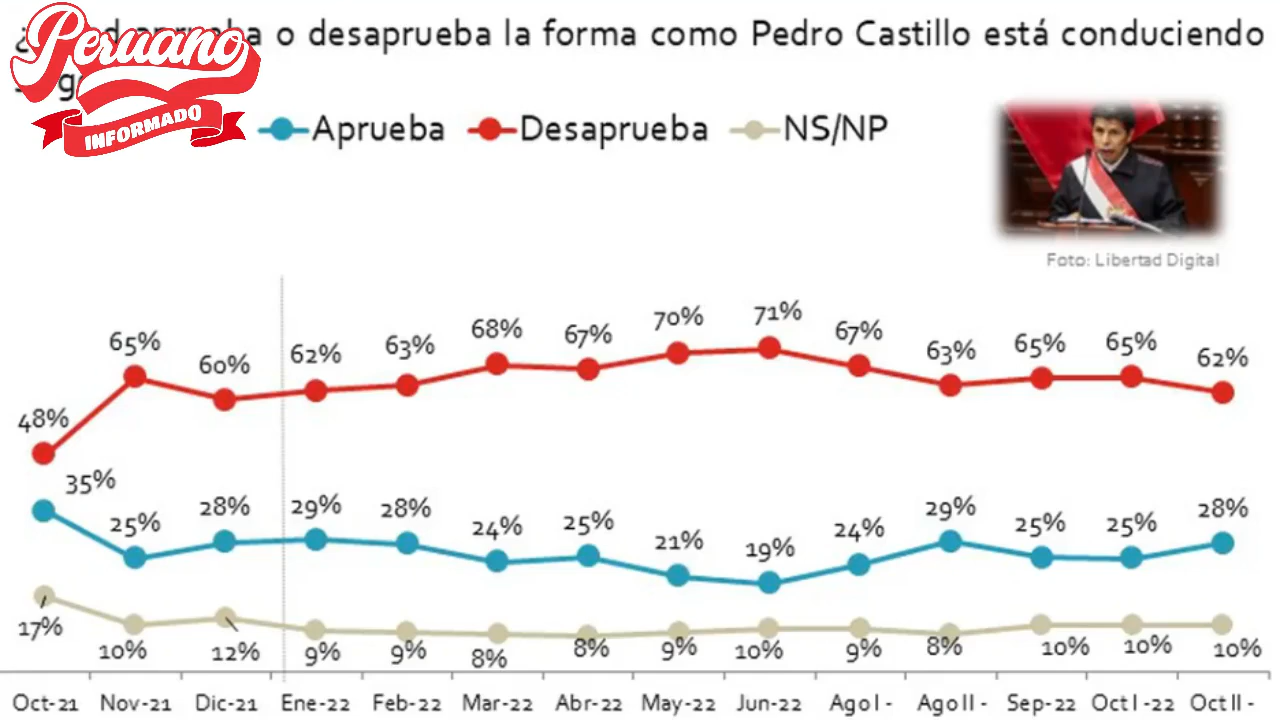 o desaprueba la forma como Pedro Castillo está conduciendo
Peruano
INFORMADO
Aprueba Desaprueba NS/NP
Foto: Libertad Digital
48% 65% 60% 62% 63% 68% 67% 70% 71% 67% 63% 65% 65% 62%
35% 25% 28% 29% 28% 24% 25% 21% 19% 24% 29% 25% 25% 28%
17% 10% 12% 9% 9% 8% 8% 9% 10% 9% 8% 10% 10% 10%
Oct-21 Nov-21 Dic-21 Ene-22 Feb-22 Mar-22 Abr-22 May-22 Jun-22 Ago I - Ago II - Sep-22 Oct I -22 Oct II -